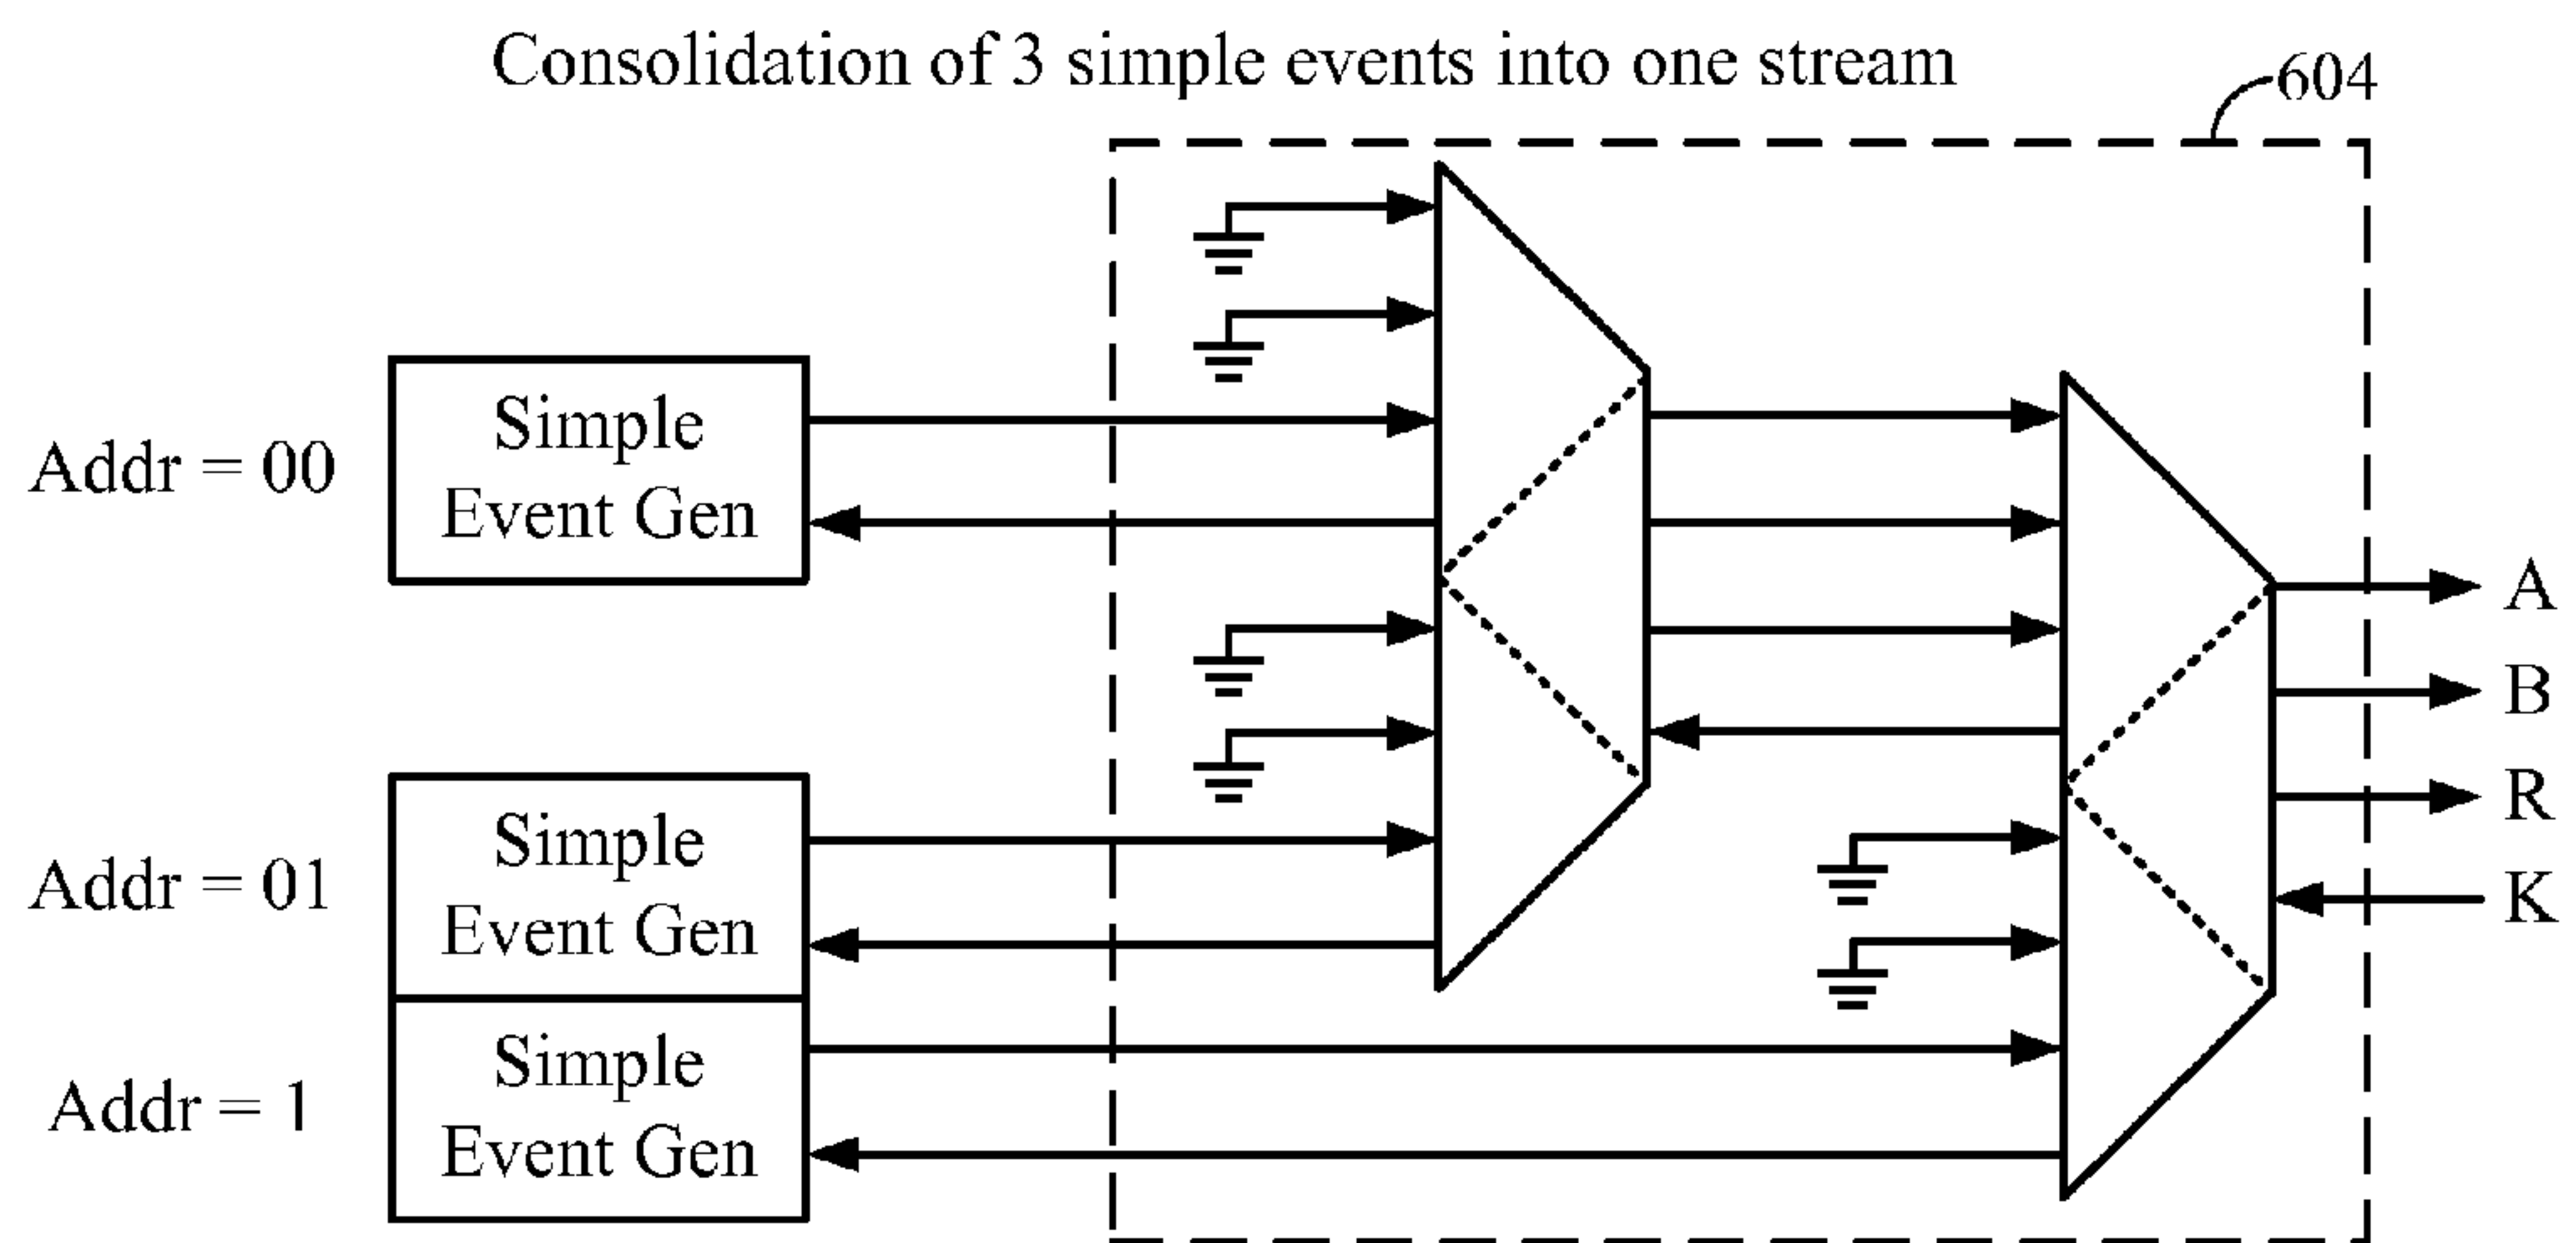 Consolidation of 3 simple events into one stream
604
Addr = 00
Simple
Event Gen
A
B
R
K
Addr = 01
Simple
Event Gen
Addr = 1
Simple
Event Gen